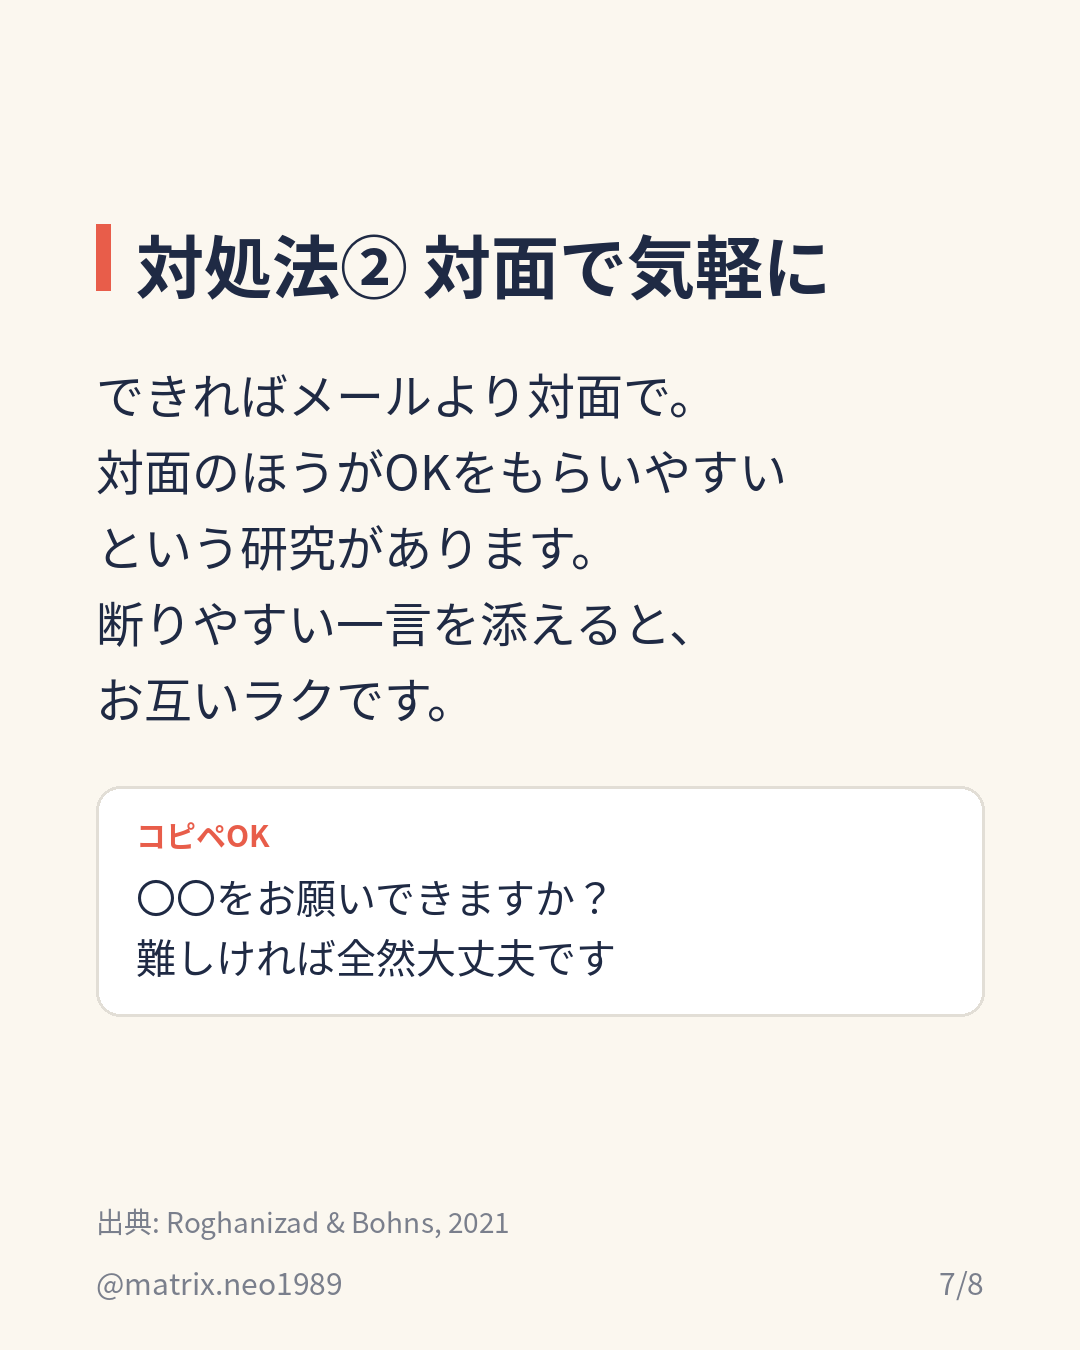 対処法② 対面で気軽に
できればメールより対面で。
対面のほうがOKをもらいやすい
という研究があります。
断りやすい一言を添えると、
お互いラクです。
コピペOK
〇〇をお願いできますか？
難しければ全然大丈夫です
出典: Roghanizad & Bohns, 2021
@matrix.neo1989
7/8